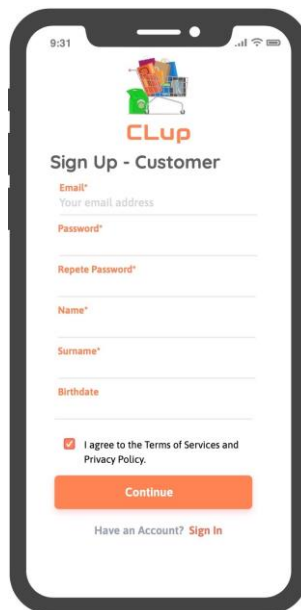 9:31
CLup
Sign Up - Customer
Email*
Your email address
Password*
Repete Password*
Name*
Surname*
Birthdate
I agree to the Terms of Services and
Privacy Policy.
Continue
Have an Account? Sign In